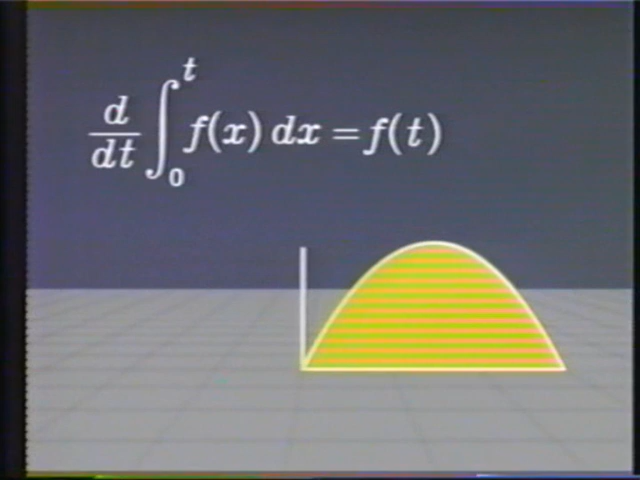 d/dt ∫₀ᵗ f(x) dx = f(t)